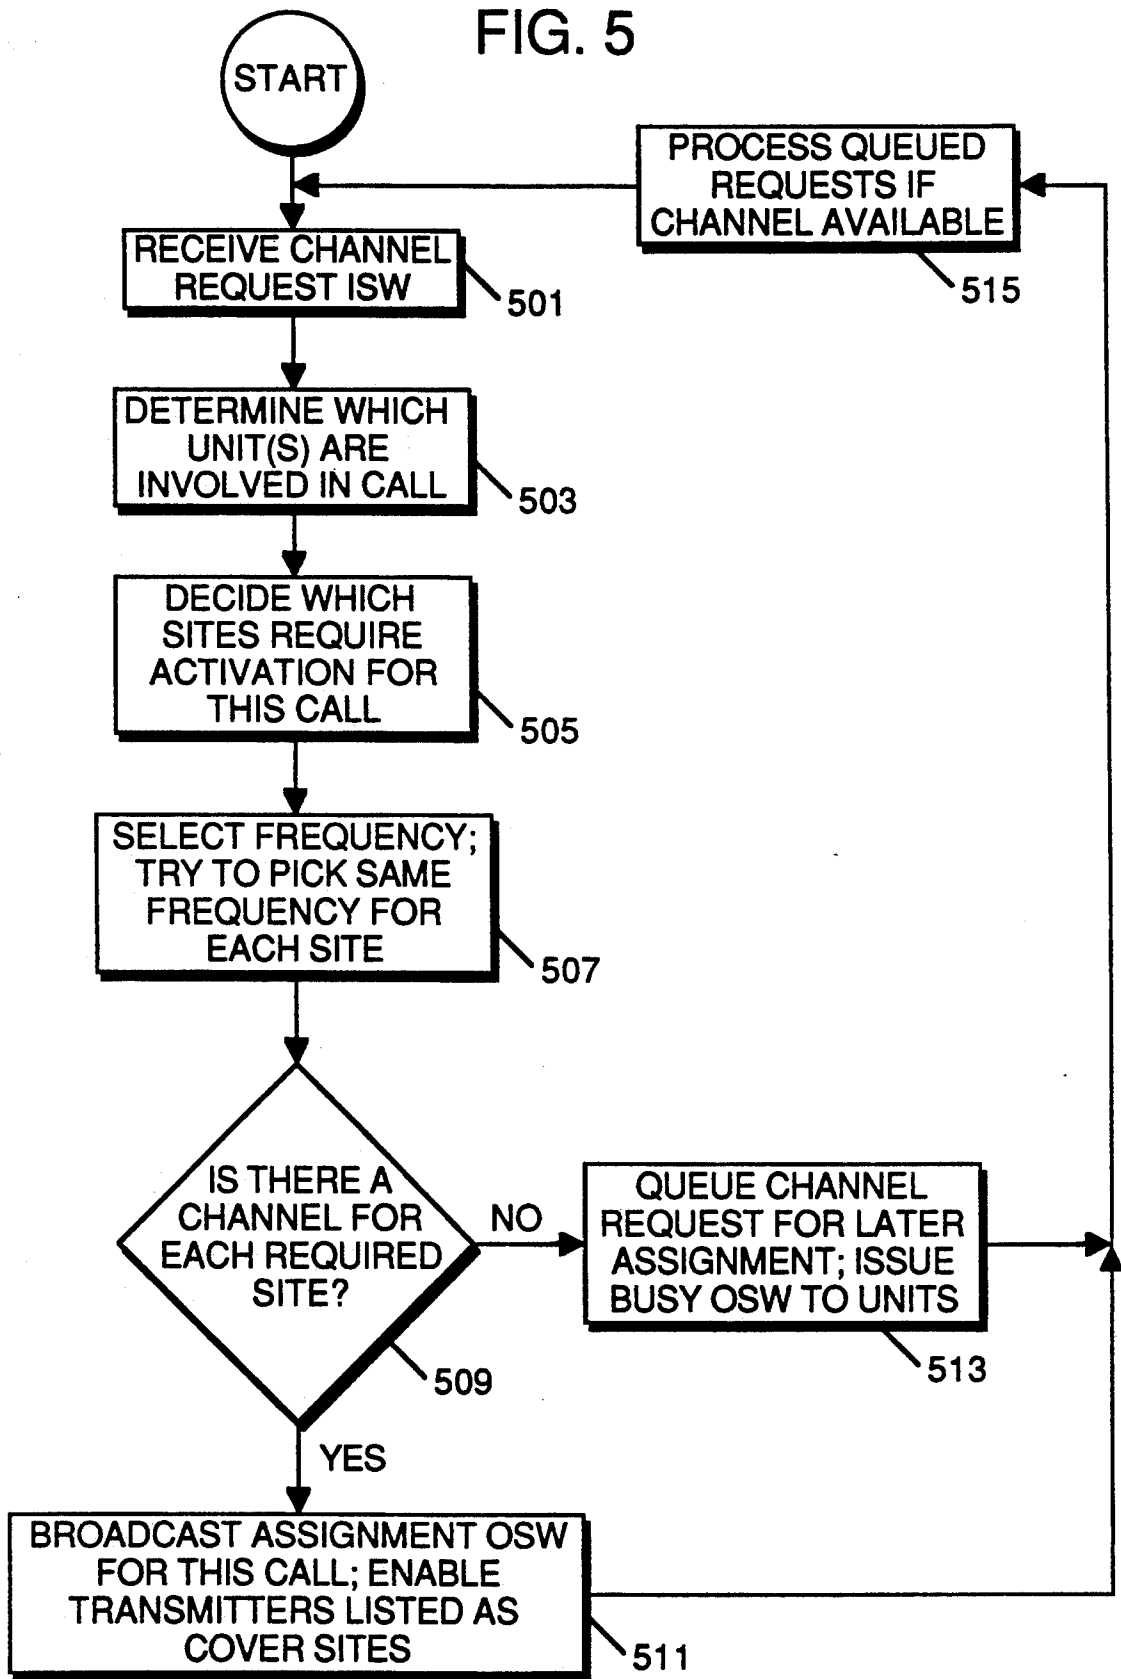 FIG. 5
START
PROCESS QUEUED
REQUESTS IF
CHANNEL AVAILABLE
515
RECEIVE CHANNEL
REQUEST ISW
501
DETERMINE WHICH
UNIT(S) ARE
INVOLVED IN CALL
503
DECIDE WHICH
SITES REQUIRE
ACTIVATION FOR
THIS CALL
505
SELECT FREQUENCY;
TRY TO PICK SAME
FREQUENCY FOR
EACH SITE
507
IS THERE A
CHANNEL FOR
EACH REQUIRED
SITE?
509
NO
QUEUE CHANNEL
REQUEST FOR LATER
ASSIGNMENT; ISSUE
BUSY OSW TO UNITS
513
YES
BROADCAST ASSIGNMENT OSW
FOR THIS CALL; ENABLE
TRANSMITTERS LISTED AS
COVER SITES
511